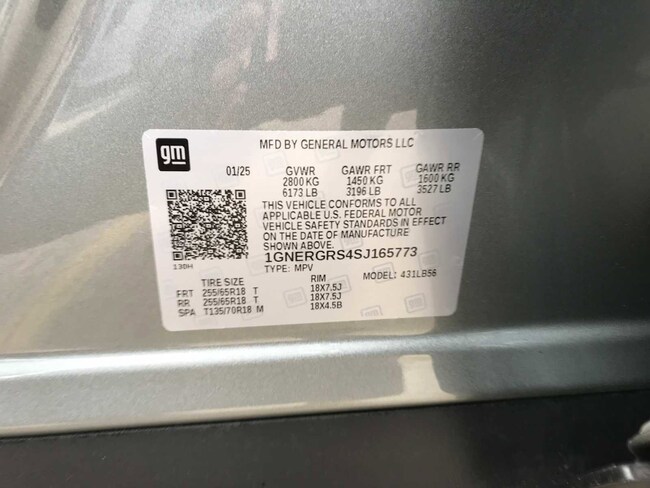 gm
MFD BY GENERAL MOTORS LLC
01/25 GVWR GAWR FRT GAWR RR
2800 KG 1450 KG 1600 KG
6173 LB 3196 LB 3527 LB
THIS VEHICLE CONFORMS TO ALL
APPLICABLE U.S. FEDERAL MOTOR
VEHICLE SAFETY STANDARDS IN EFFECT
ON THE DATE OF MANUFACTURE
SHOWN ABOVE.
130H
1GNERGRS4SJ165773
TYPE: MPV MODEL: 431LB56
TIRE SIZE RIM
FRT 255/65R18 T 18X7.5J
RR 255/65R18 T 18X7.5J
SPA T135/70R18 M 18X4.5B